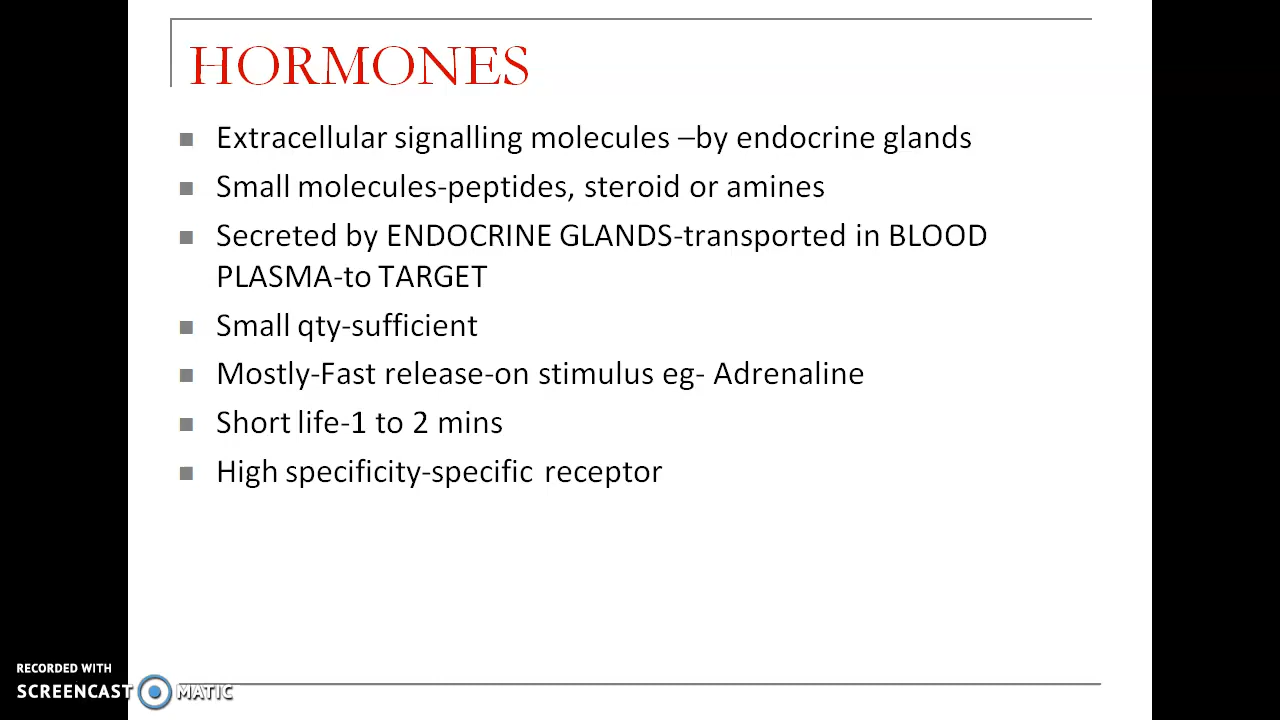 HORMONES
Extracellular signalling molecules –by endocrine glands
Small molecules-peptides, steroid or amines
Secreted by ENDOCRINE GLANDS-transported in BLOOD
PLASMA-to TARGET
Small qty-sufficient
Mostly-Fast release-on stimulus eg- Adrenaline
Short life-1 to 2 mins
High specificity-specific receptor
RECORDED WITH
SCREENCAST MATIC